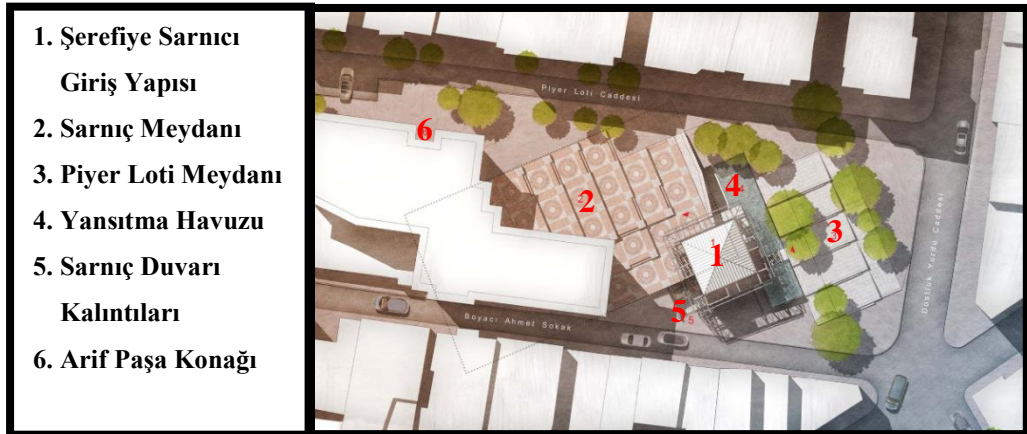 1. Şerefiye Sarnıcı
Giriş Yapısı
2. Sarnıç Meydanı
3. Piyer Loti Meydanı
4. Yansıtma Havuzu
5. Sarnıç Duvarı
Kalıntıları
6. Arif Paşa Konağı
Piyer Loti Caddesi
6
4
2
3
1
5
5
Boyacı Ahmet Sokak
Dostluk Yurdu Caddesi